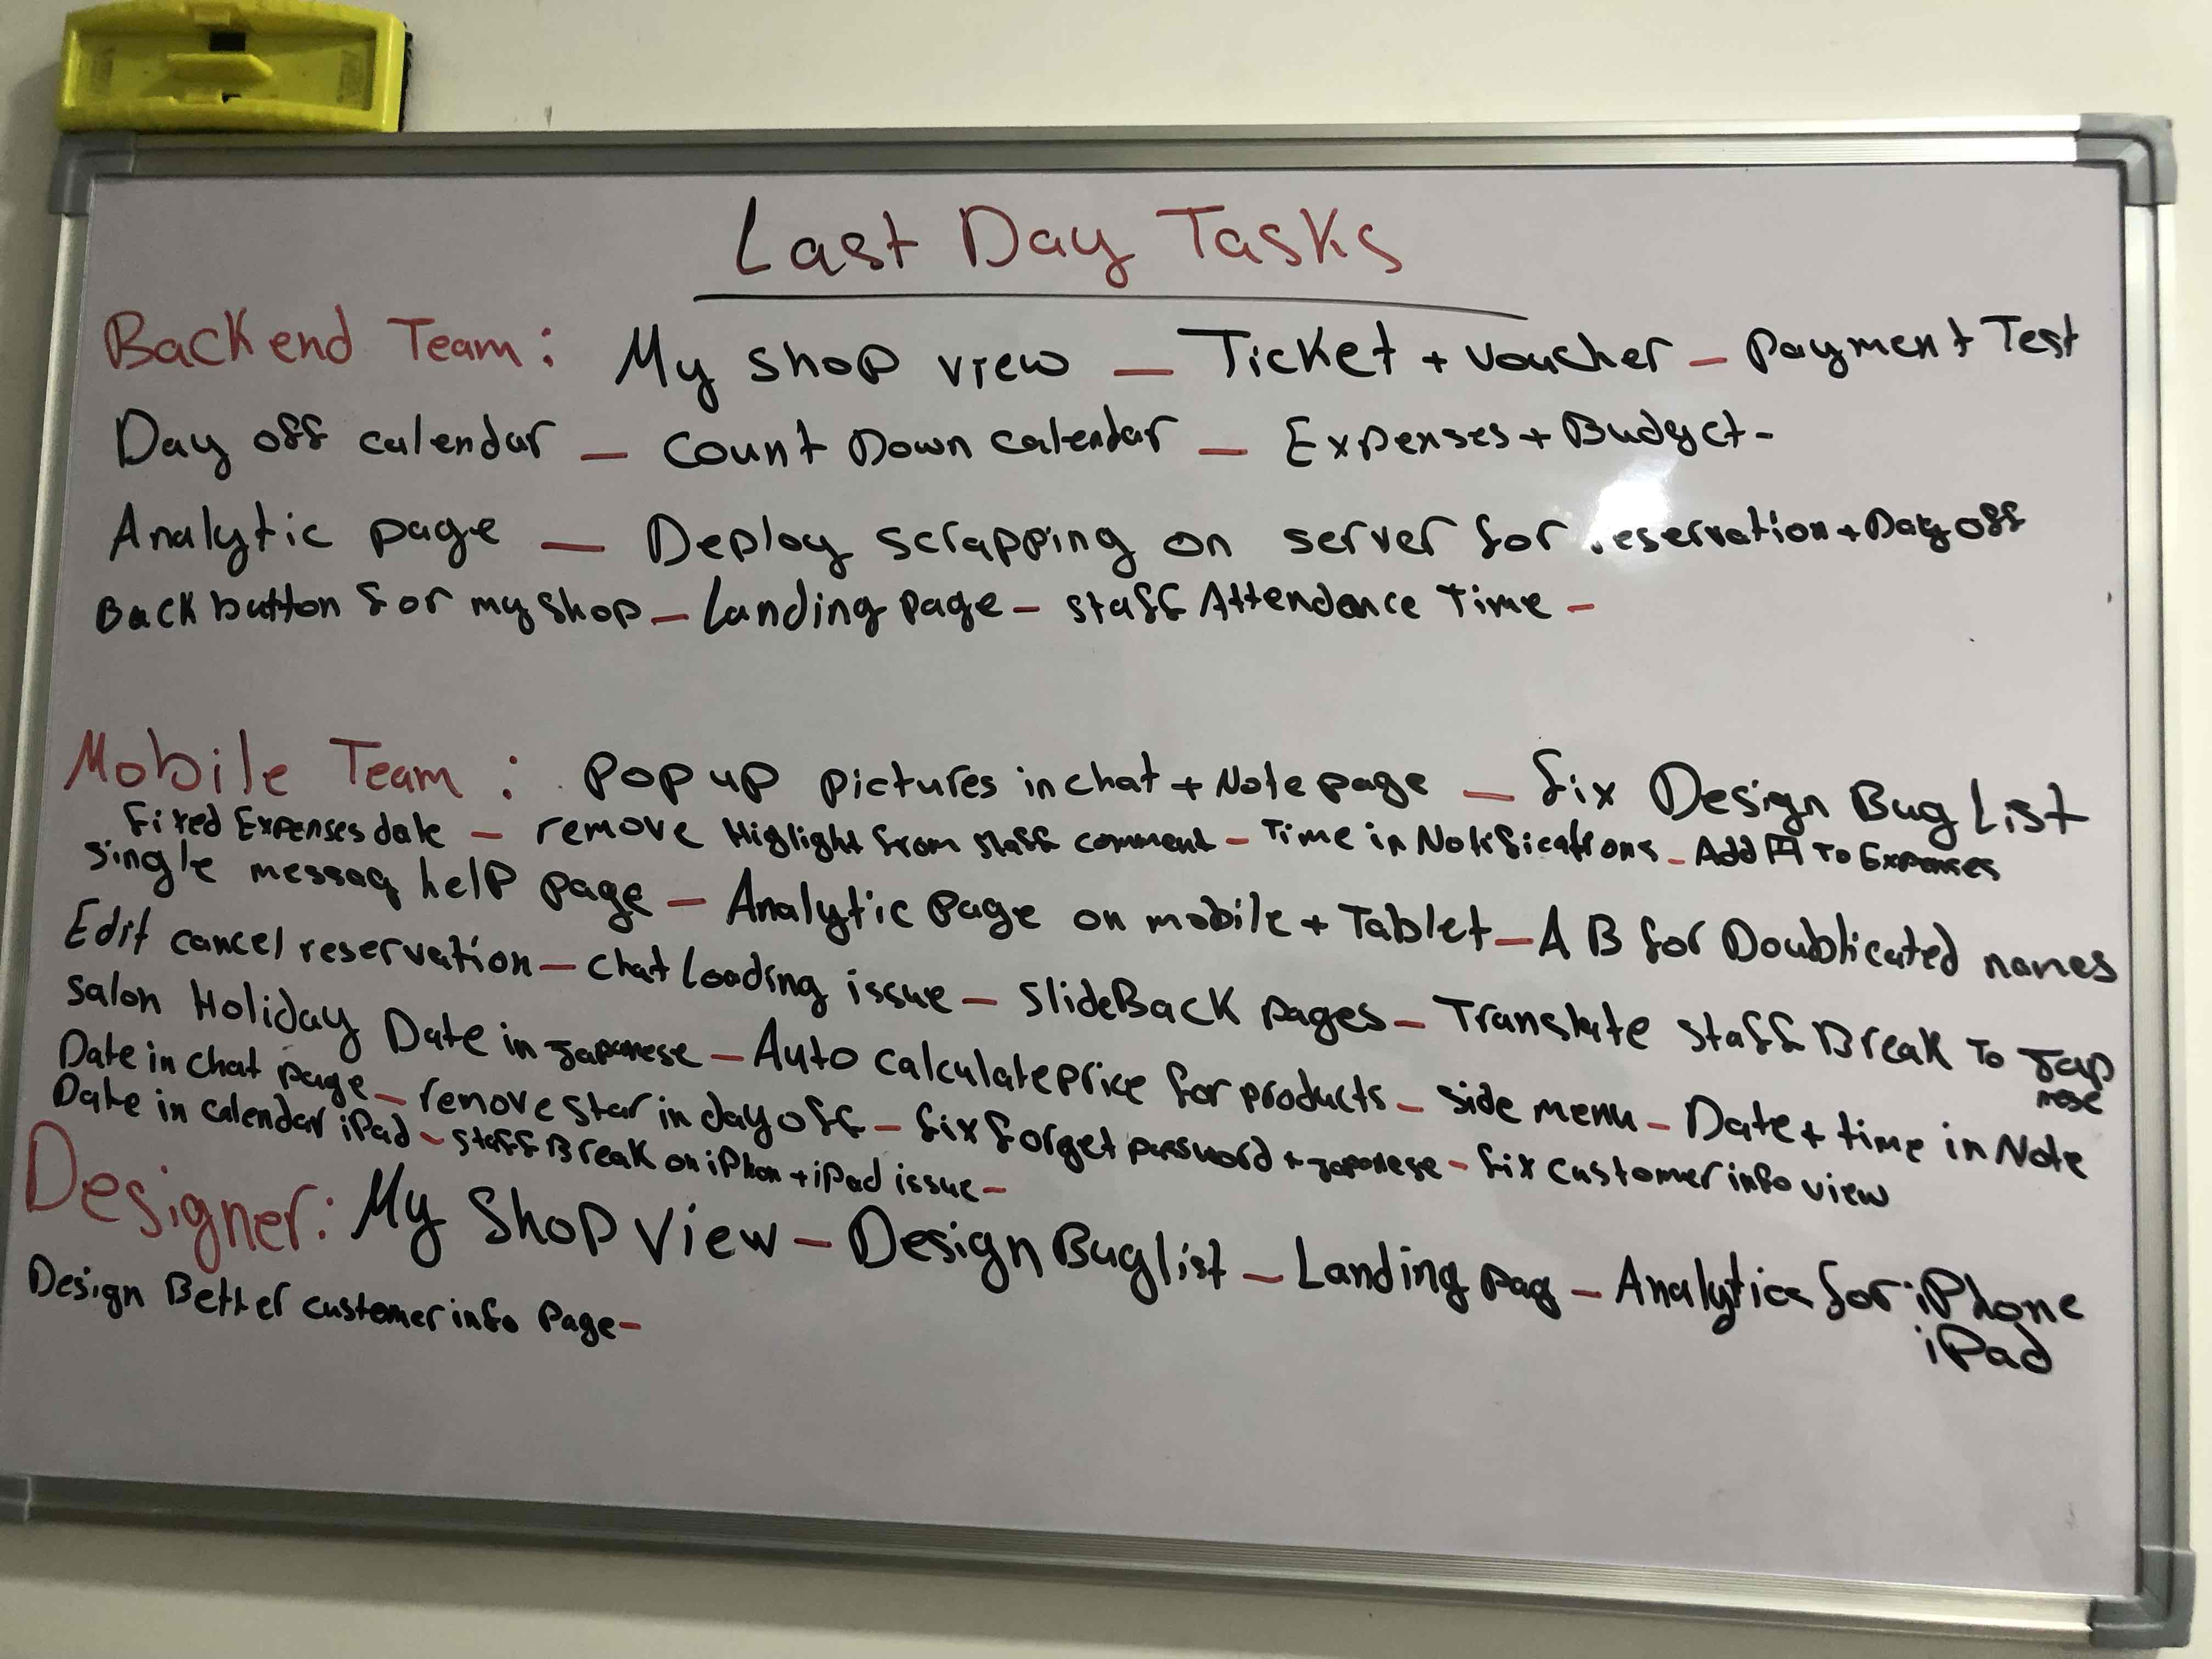 Last Day Tasks
Backend Team: My shop view – Ticket + Voucher – Payment Test
Day off calendar – Count Down calendar – Expenses + Budget -
Analytic page – Deploy scrapping on server for reservation + Day off
Back button for my shop – Landing page – staff Attendance Time –
Mobile Team : Pop up pictures in chat + Note page – fix Design Bug List
Fixed Expenses date – remove Highlight from staff comment – Time in Notifications – Add 円 To Expenses
Single messag help page – Analytic Page on mobile + Tablet – A B for Doublicated names
Edit cancel reservation – chat Loading issue – SlideBack pages – Translate staff Break To Jap
nese
Salon Holiday Date in Japanese – Auto calculate price for products – side menu – Date + time in Note
Date in chat page – remove star in day off – fix forget password + Japanese – fix customer info view
Date in calendar iPad – staff Break on iPhon + iPad issue –
Designer: My Shop View – Design Bug list – Landing pag – Analytics for iPhone
iPad
Design Better customer info Page –